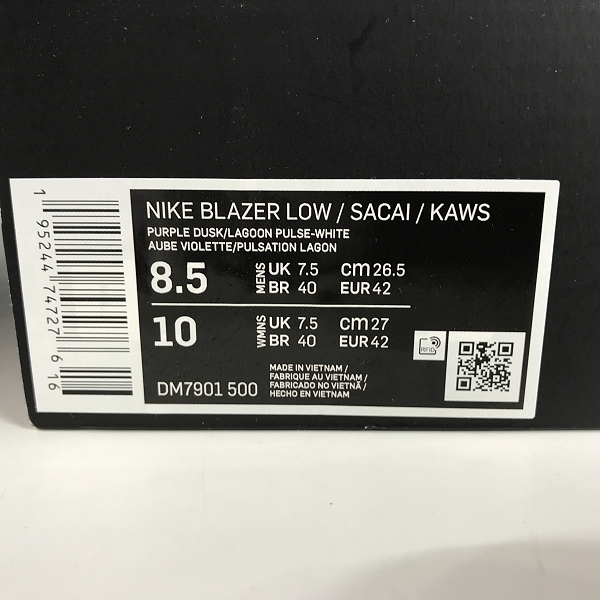 NIKE BLAZER LOW / SACAI / KAWS
PURPLE DUSK/LAGOON PULSE-WHITE
AUBE VIOLETTE/PULSATION LAGON
8.5 MENS UK 7.5 cm 26.5
BR 40 EUR 42
10 WMNS UK 7.5 cm 27
BR 40 EUR 42
DM7901 500
MADE IN VIETNAM /
FABRIQUE AU VIETNAM /
FABRICADO NO VIETNÃ /
HECHO EN VIETNAM
RFID
1 95244 74727 6 16